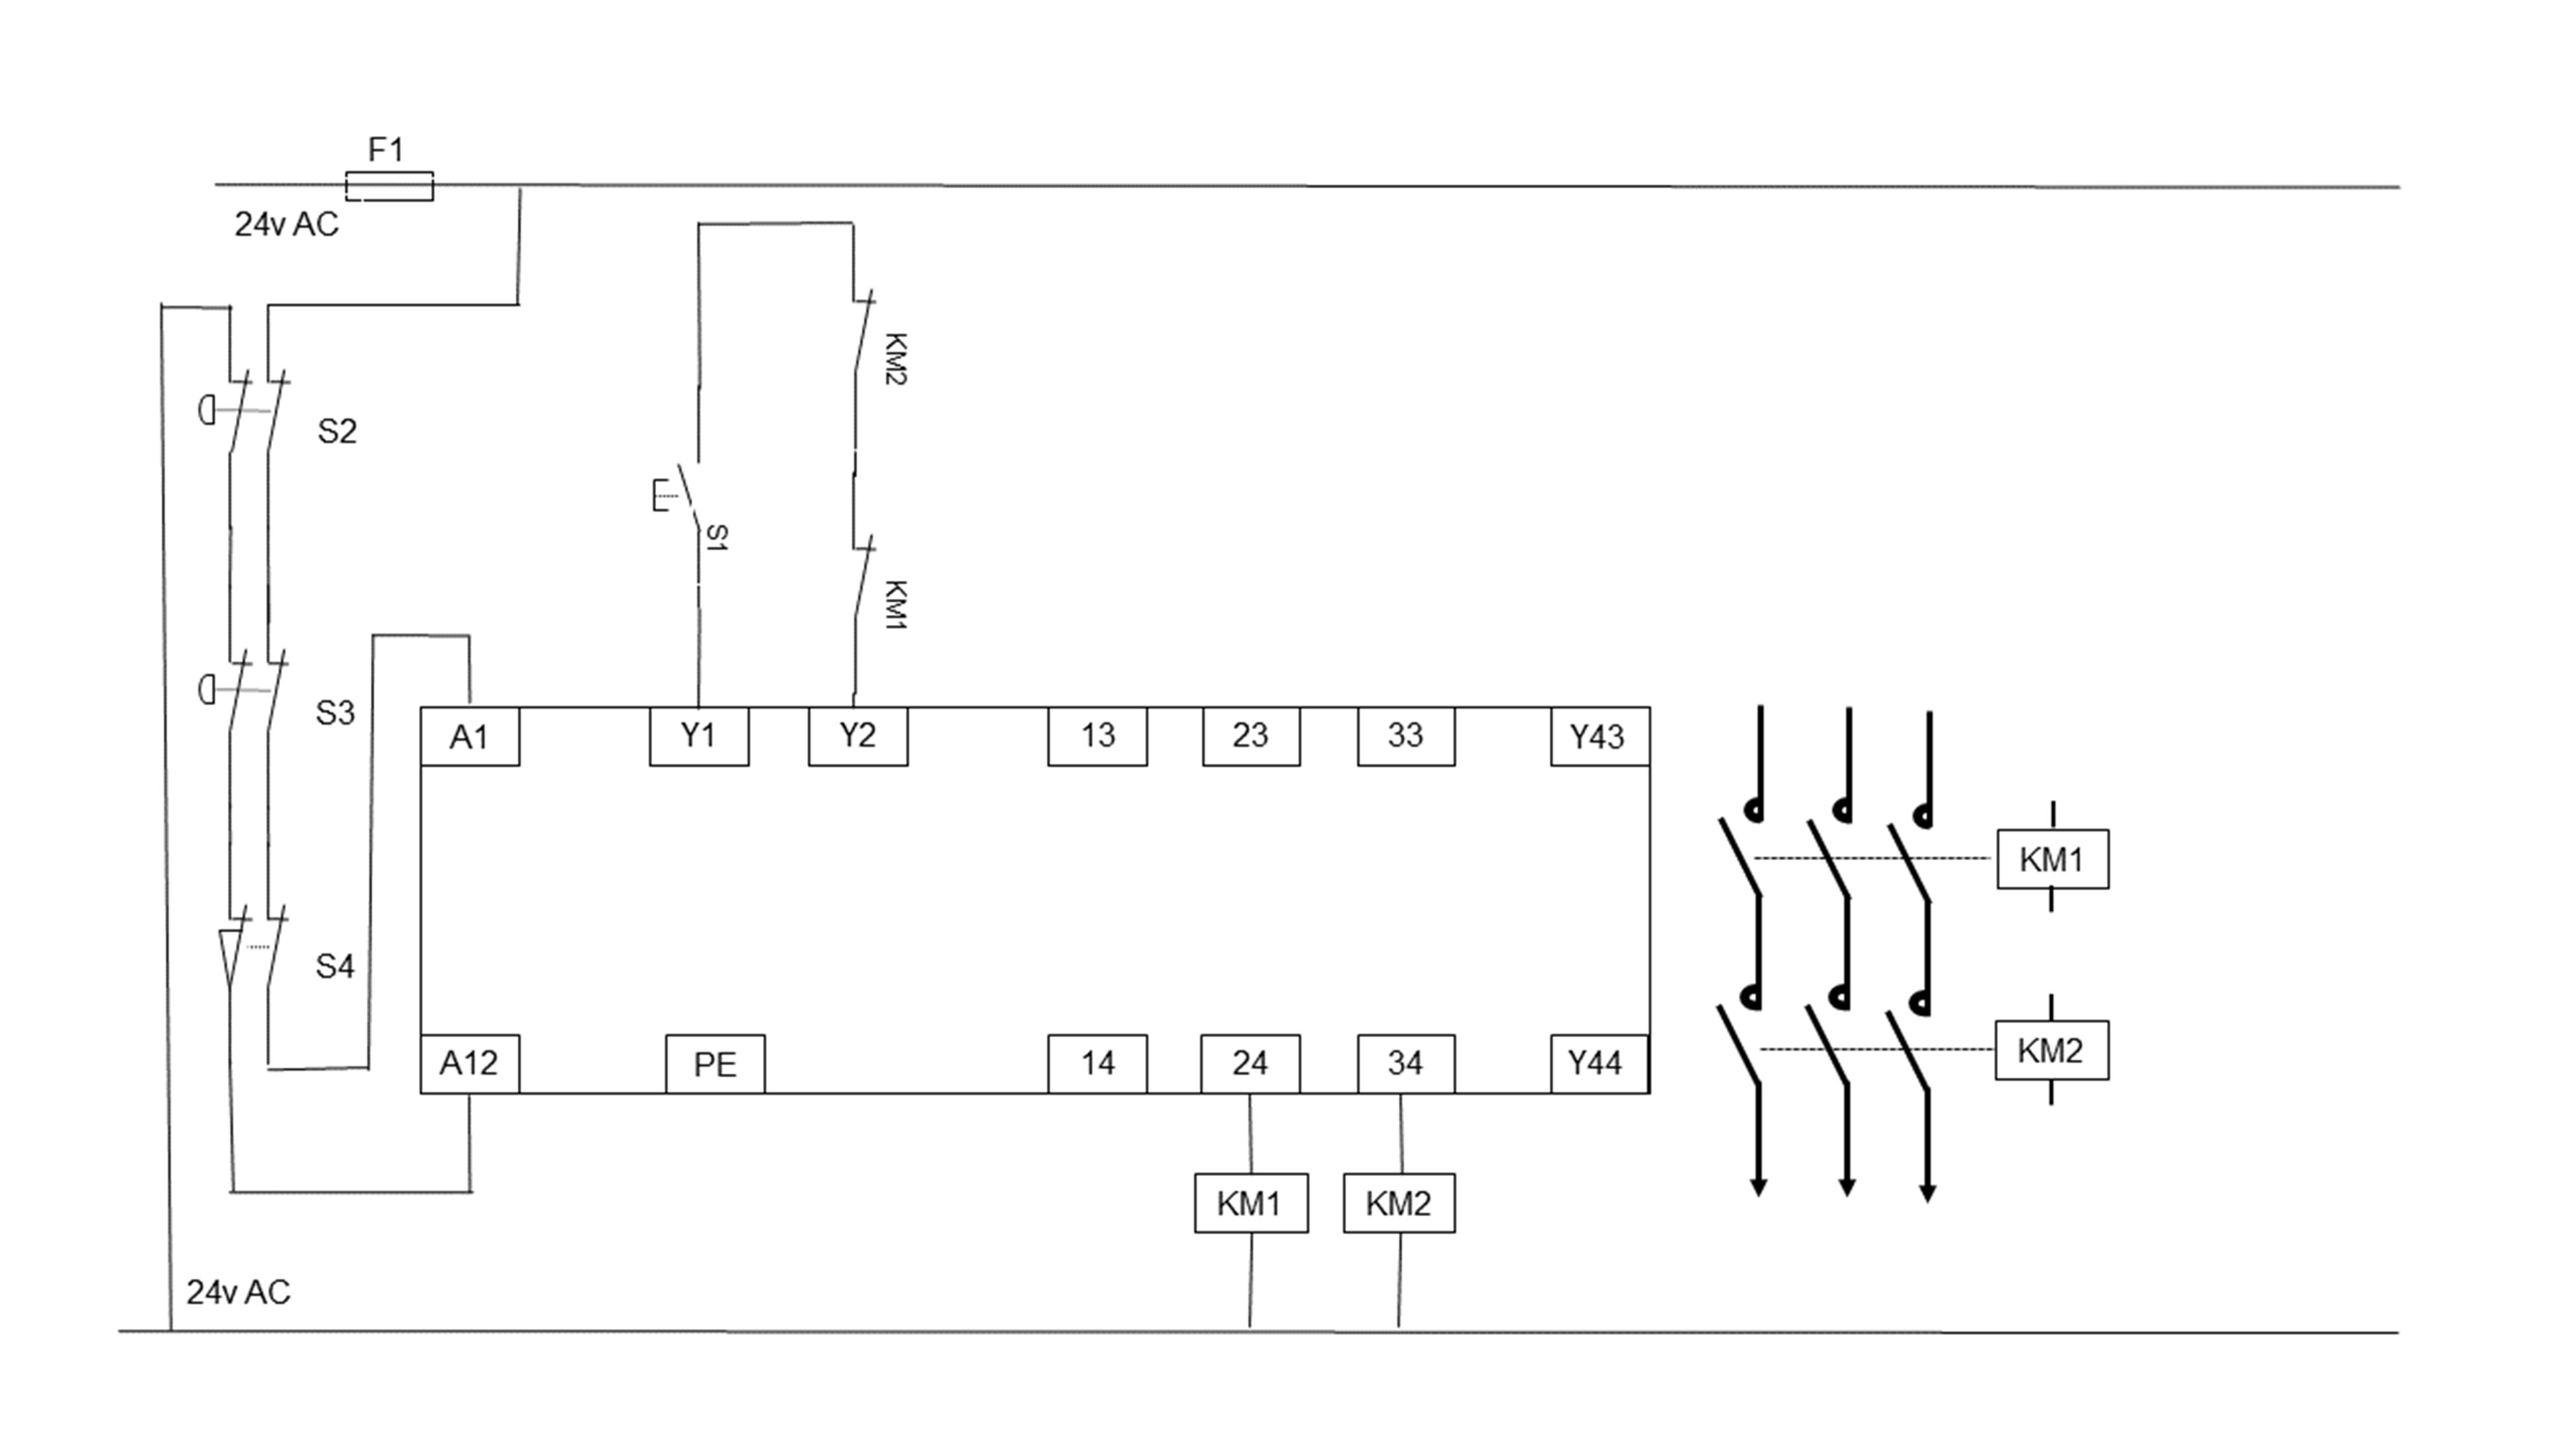 F1
24v AC
KM2
S2
S1
KM1
S3
A1
Y1
Y2
13
23
33
Y43
KM1
S4
A12
PE
14
24
34
Y44
KM2
KM1
KM2
24v AC